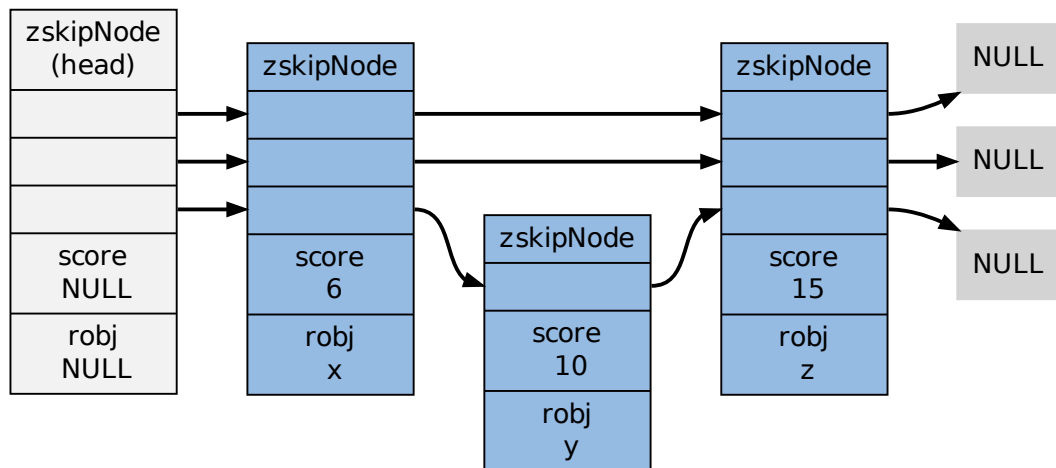 zskipNode
(head)
score
NULL
robj
NULL
zskipNode
score
6
robj
x
zskipNode
score
10
robj
y
zskipNode
score
15
robj
z
NULL
NULL
NULL